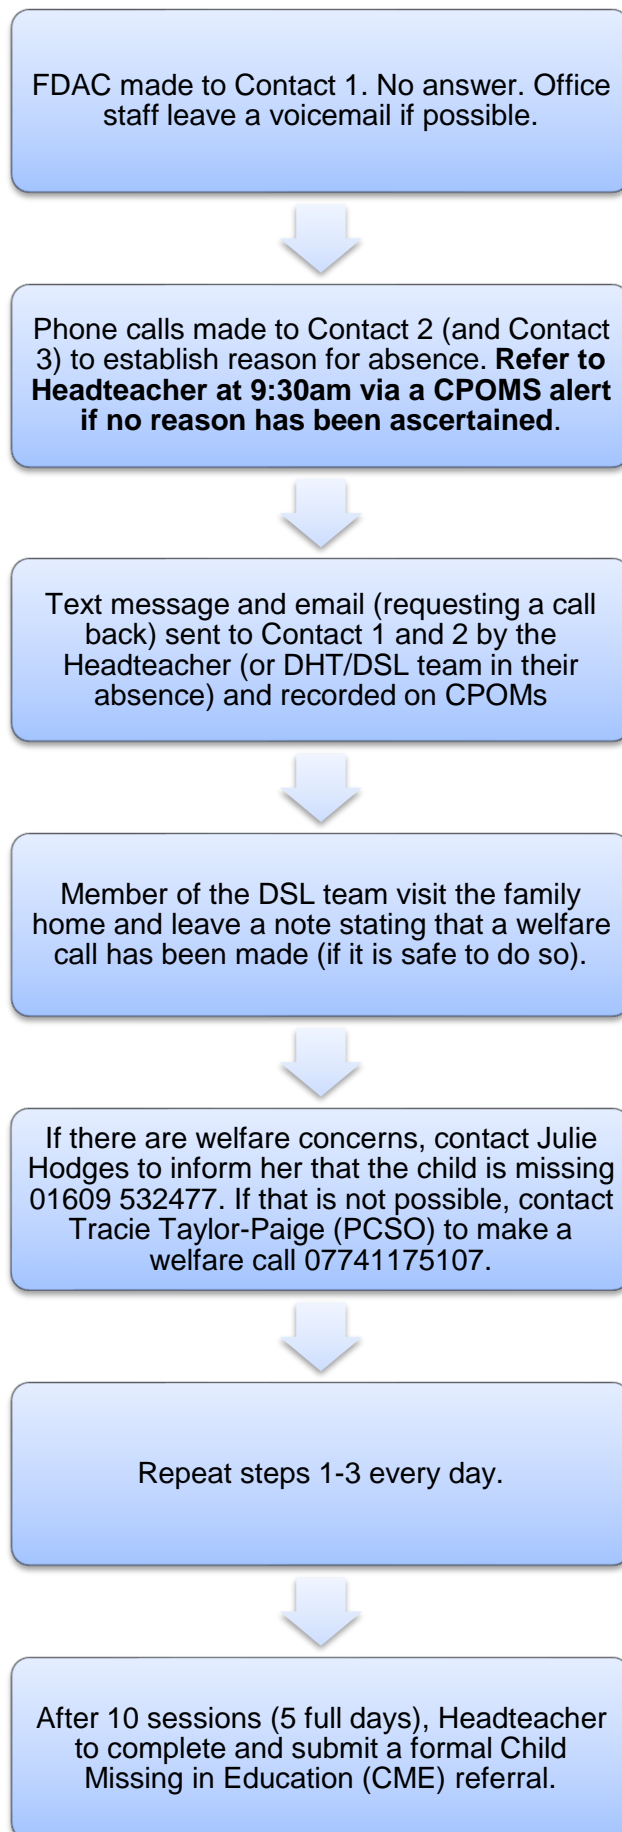 FDAC made to Contact 1. No answer. Office
staff leave a voicemail if possible.
Phone calls made to Contact 2 (and Contact
3) to establish reason for absence. Refer to
Headteacher at 9:30am via a CPOMS alert
if no reason has been ascertained.
Text message and email (requesting a call
back) sent to Contact 1 and 2 by the
Headteacher (or DHT/DSL team in their
absence) and recorded on CPOMs
Member of the DSL team visit the family
home and leave a note stating that a welfare
call has been made (if it is safe to do so).
If there are welfare concerns, contact Julie
Hodges to inform her that the child is missing
01609 532477. If that is not possible, contact
Tracie Taylor-Paige (PCSO) to make a
welfare call 07741175107.
Repeat steps 1-3 every day.
After 10 sessions (5 full days), Headteacher
to complete and submit a formal Child
Missing in Education (CME) referral.